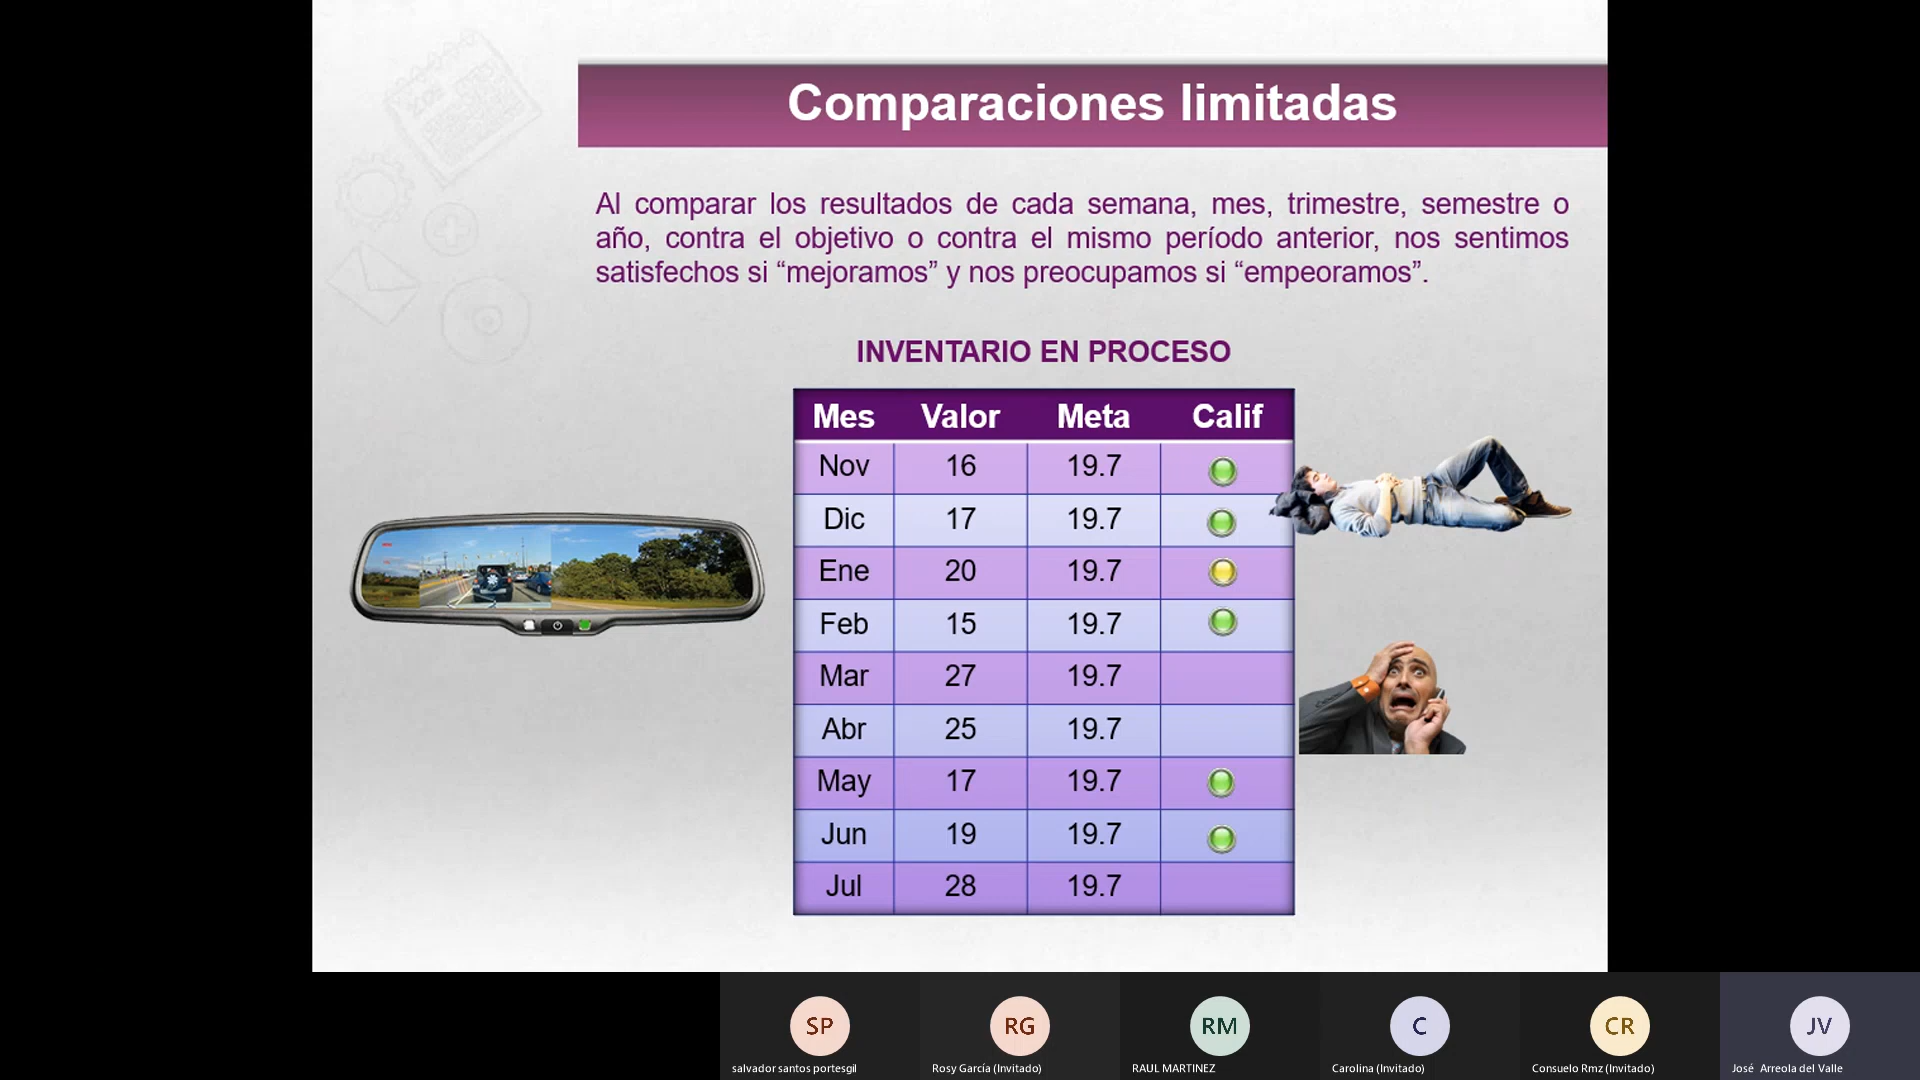 Comparaciones limitadas
Al comparar los resultados de cada semana, mes, trimestre, semestre o
año, contra el objetivo o contra el mismo período anterior, nos sentimos
satisfechos si “mejoramos” y nos preocupamos si “empeoramos”.
INVENTARIO EN PROCESO
Mes Valor Meta Calif
Nov 16 19.7
Dic 17 19.7
Ene 20 19.7
Feb 15 19.7
Mar 27 19.7
Abr 25 19.7
May 17 19.7
Jun 19 19.7
Jul 28 19.7
SP RG RM C CR JV
salvador santos portesgil Rosy García (Invitado) RAUL MARTINEZ Carolina (Invitado) Consuelo Rmz (Invitado) José Arreola del Valle